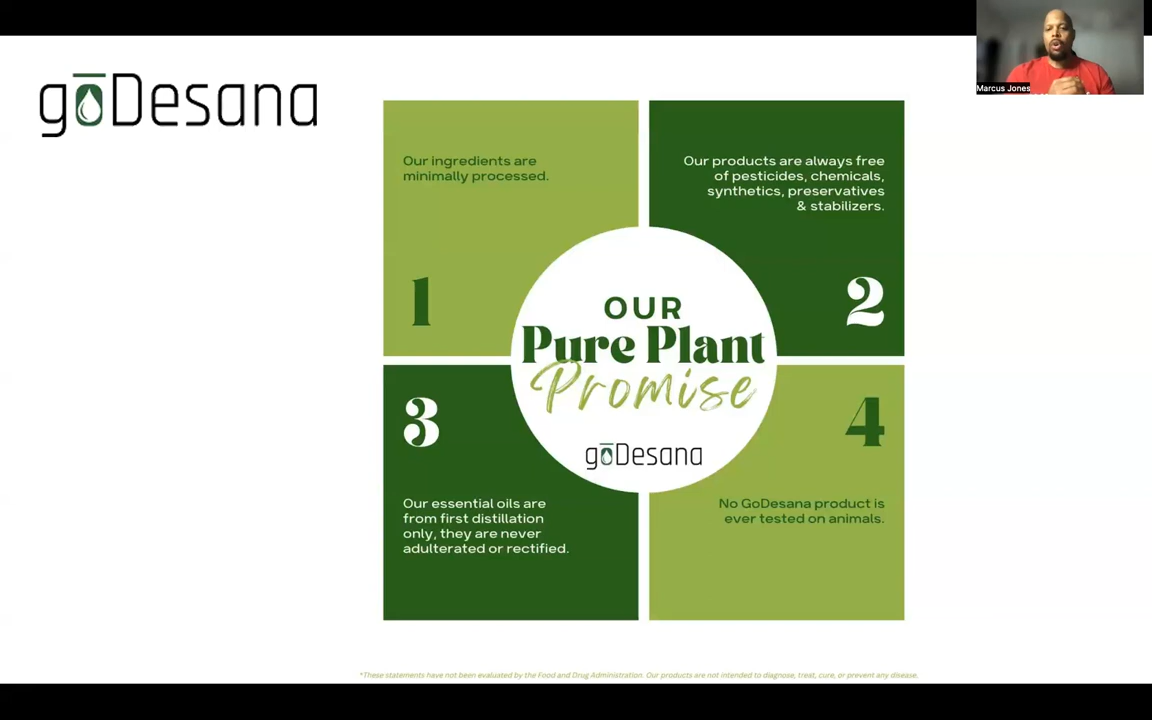 gōDesana
Marcus Jones
Our ingredients are
minimally processed.
1
Our products are always free
of pesticides, chemicals,
synthetics, preservatives
& stabilizers.
2
OUR
Pure Plant
Promise
gōDesana
3
Our essential oils are
from first distillation
only, they are never
adulterated or rectified.
4
No GoDesana product is
ever tested on animals.
*These statements have not been evaluated by the Food and Drug Administration. Our products are not intended to diagnose, treat, cure, or prevent any disease.